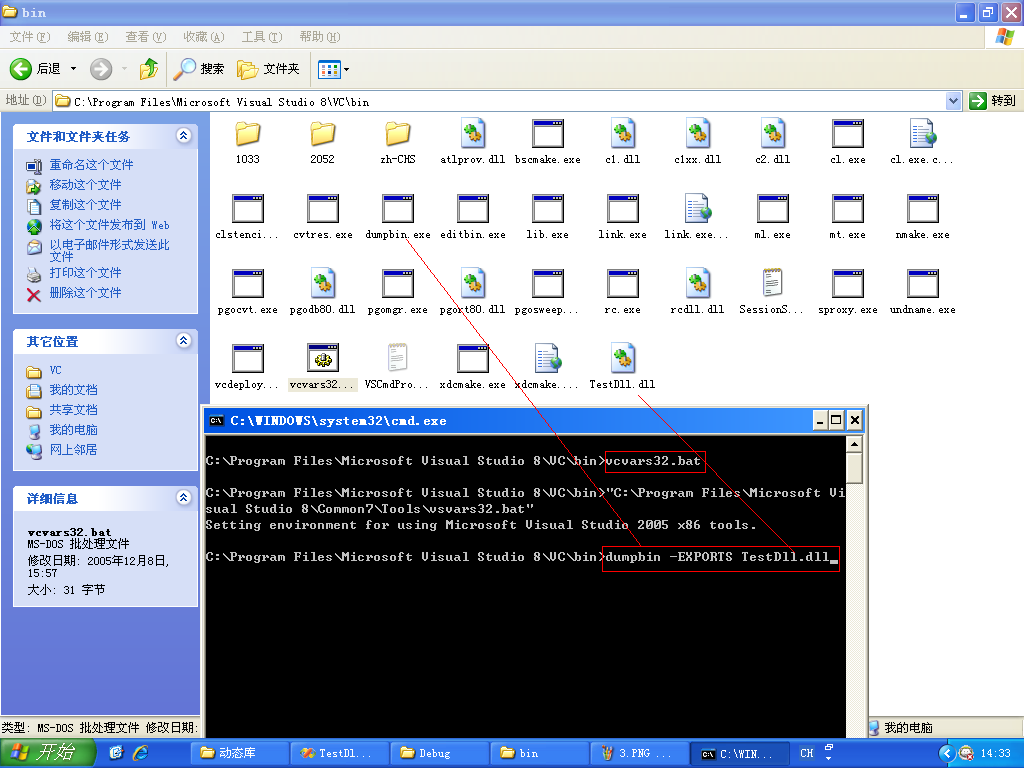 bin
文件(F) 编辑(E) 查看(V) 收藏(A) 工具(T) 帮助(H)
后退 搜索 文件夹
地址(D) C:\Program Files\Microsoft Visual Studio 8\VC\bin 转到
文件和文件夹任务
重命名这个文件
移动这个文件
复制这个文件
将这个文件发布到 Web
以电子邮件形式发送此
文件
打印这个文件
删除这个文件
其它位置
VC
我的文档
共享文档
我的电脑
网上邻居
详细信息
vcvars32.bat
MS-DOS 批处理文件
修改日期: 2005年12月8日,
15:57
大小: 31 字节
1033 2052 zh-CHS atlprov.dll bscmake.exe c1.dll c1xx.dll c2.dll cl.exe cl.exe.c...
clstenci... cvtres.exe dumpbin.exe editbin.exe lib.exe link.exe link.exe... ml.exe mt.exe nmake.exe
pgocvt.exe pgodb80.dll pgomgr.exe pgort80.dll pgosweep... rc.exe rcdll.dll SessionS... sproxy.exe undname.exe
vcdeploy... vcvars32... VSCmdPro... xdcmake.exe xdcmake.... TestDll.dll
C:\WINDOWS\system32\cmd.exe
C:\Program Files\Microsoft Visual Studio 8\VC\bin>vcvars32.bat
C:\Program Files\Microsoft Visual Studio 8\VC\bin>"C:\Program Files\Microsoft Vi
sual Studio 8\Common7\Tools\vsvars32.bat"
Setting environment for using Microsoft Visual Studio 2005 x86 tools.
C:\Program Files\Microsoft Visual Studio 8\VC\bin>dumpbin -EXPORTS TestDll.dll
类型: MS-DOS 批处理文件 修改日期: 我的电脑
开始 动态库 TestDl... Debug bin 3.PNG ... C:\WIN... CH 14:33